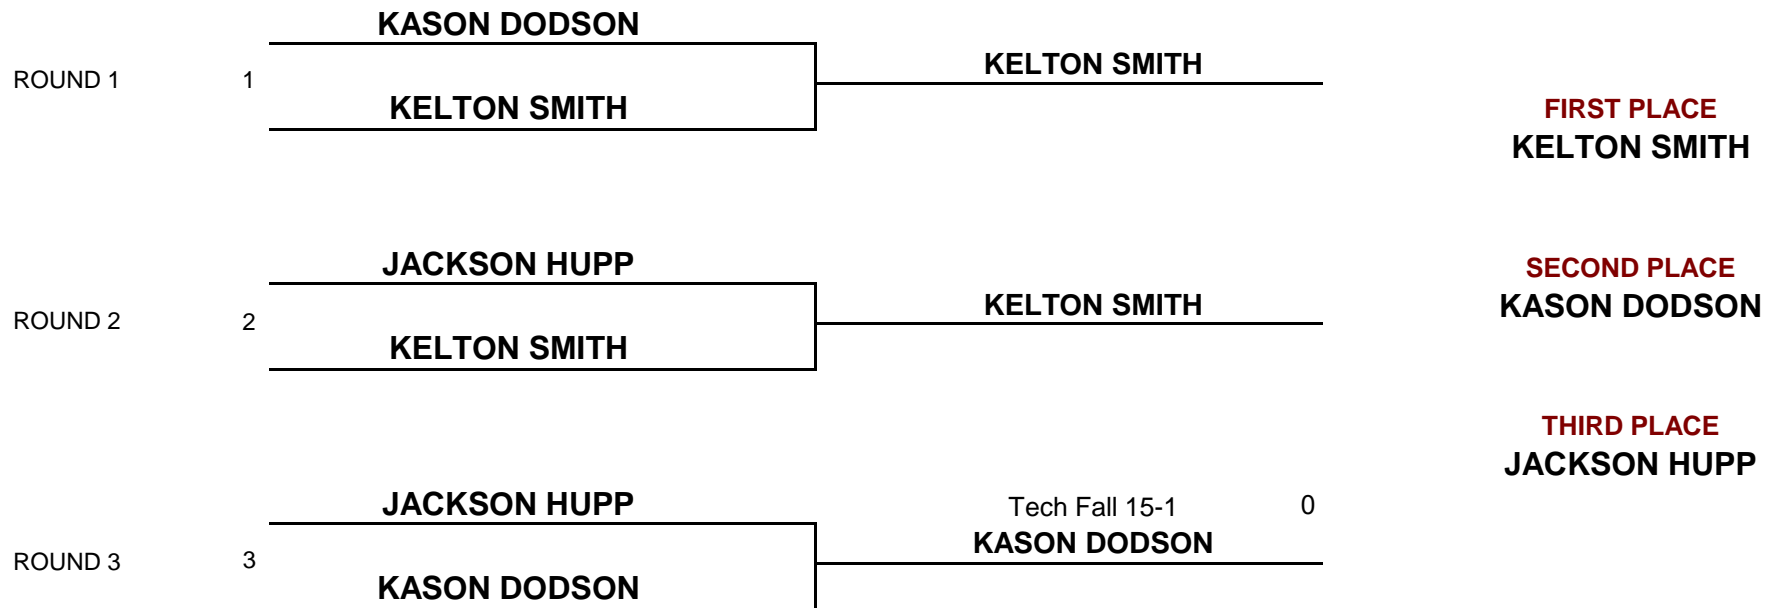 KASON DODSON
ROUND 1 1 KELTON SMITH
KELTON SMITH FIRST PLACE
KELTON SMITH
JACKSON HUPP SECOND PLACE
ROUND 2 2 KELTON SMITH KASON DODSON
KELTON SMITH
THIRD PLACE
JACKSON HUPP
JACKSON HUPP Tech Fall 15-1 0
KASON DODSON
ROUND 3 3
KASON DODSON